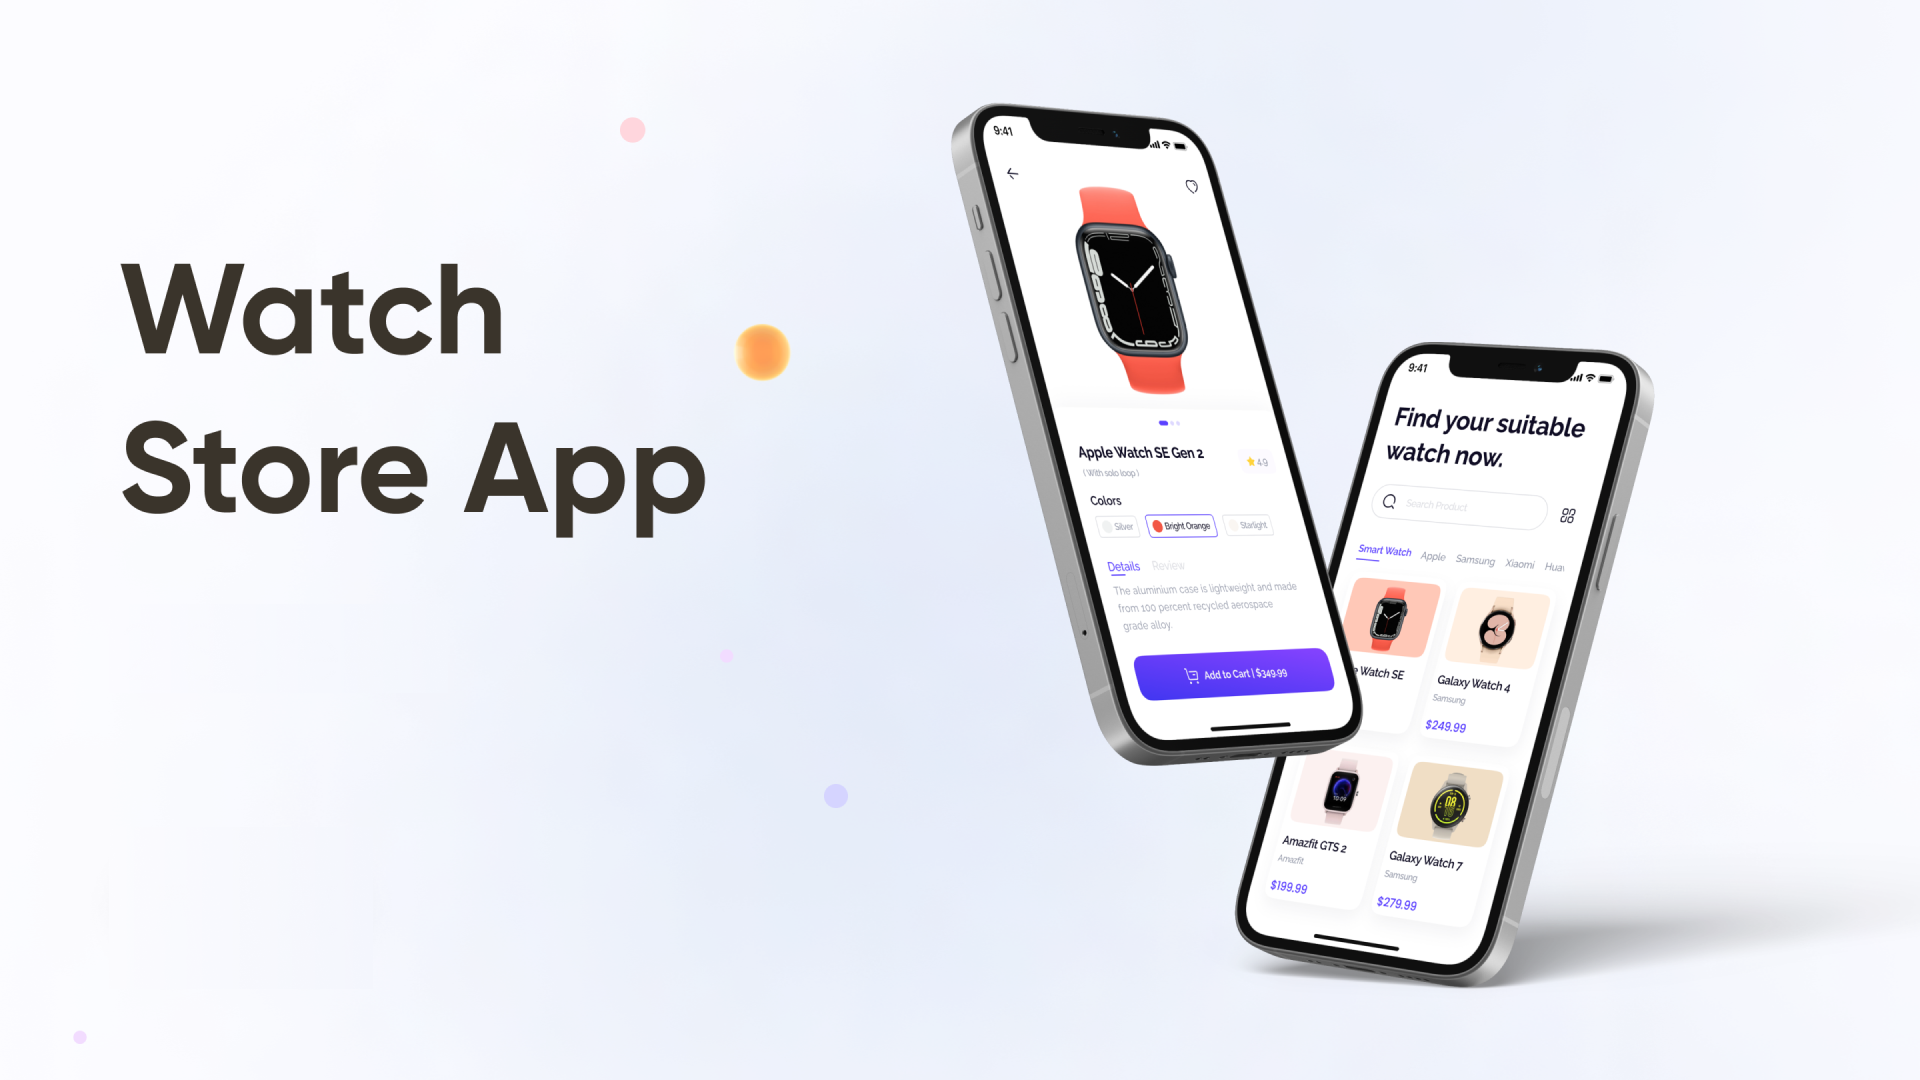 Watch
Store App
9:41
Apple Watch SE Gen 2
4.9
( With solo loop )
Colors
Silver
Bright Orange
Starlight
Details
Review
The aluminium case is lightweight and made
from 100 percent recycled aerospace
grade alloy.
Add to Cart | $349.99
9:41
Find your suitable
watch now.
Search Product
Smart Watch
Apple
Samsung
Xiaomi
Watch SE
Galaxy Watch 4
Samsung
$249.99
10:09
Amazfit GTS 2
Amazfit
$199.99
Galaxy Watch 7
Samsung
$279.99